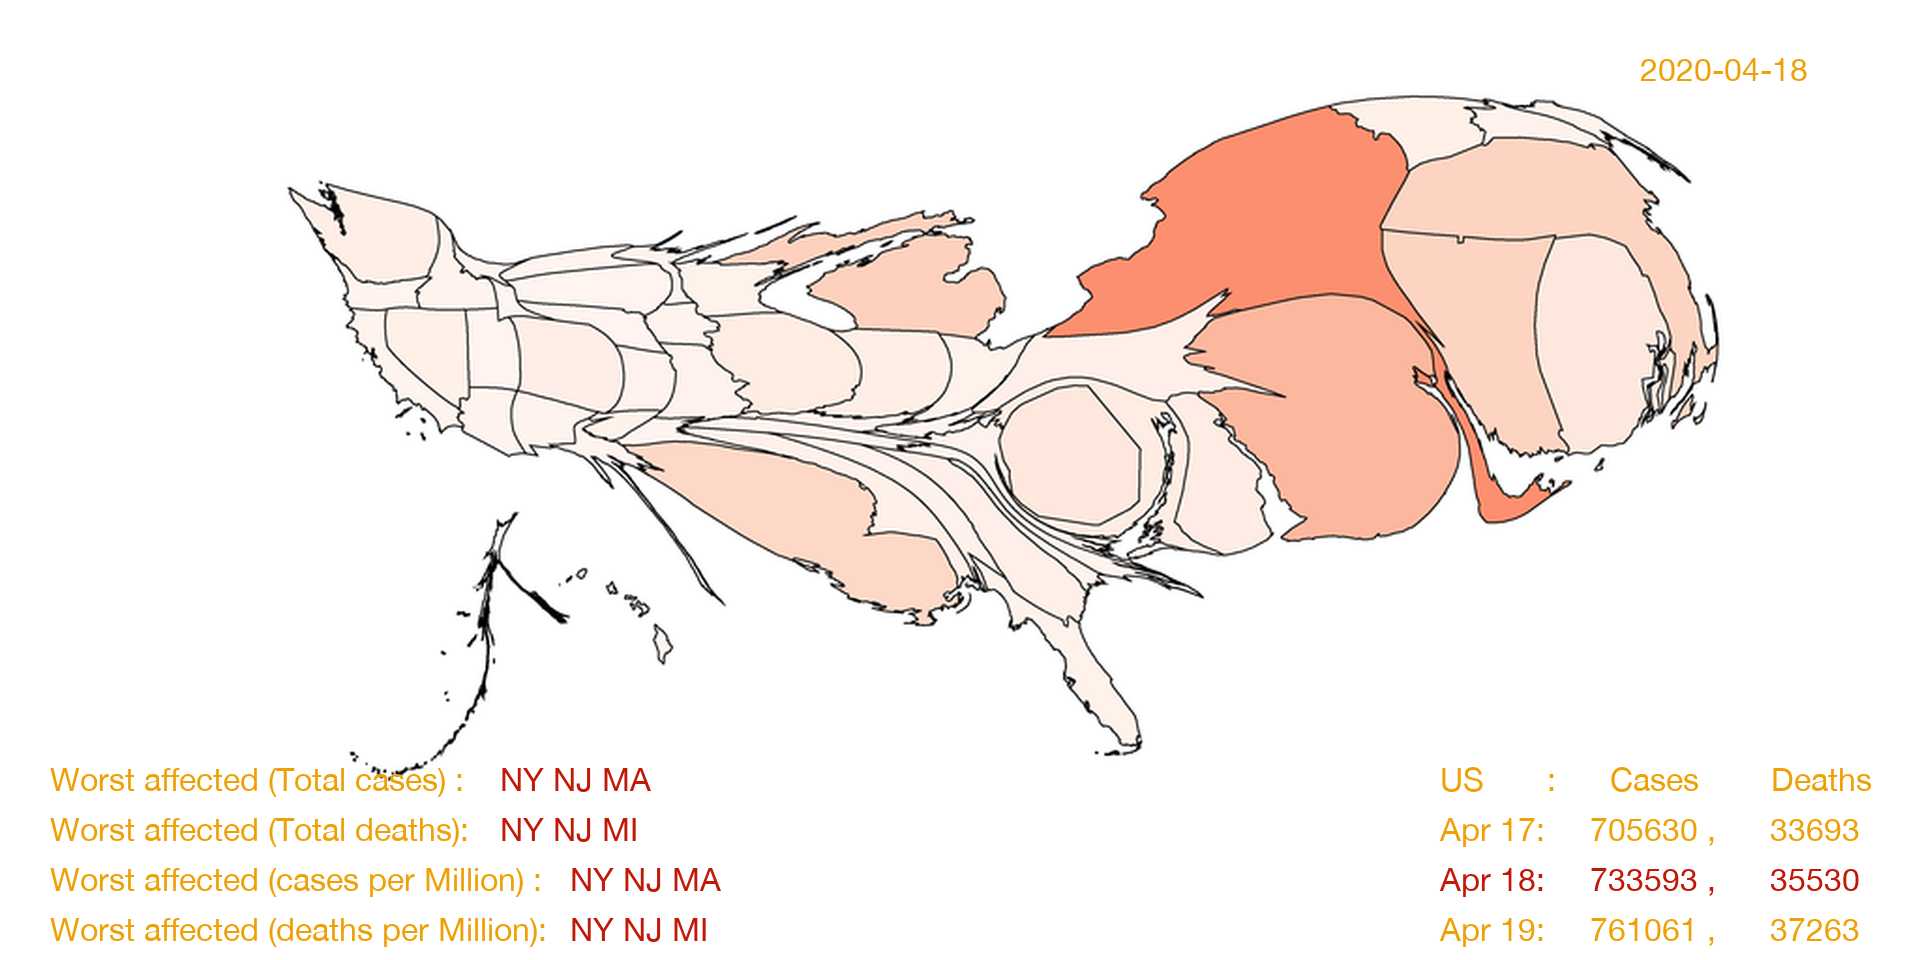 2020-04-18
Worst affected (Total cases) : NY NJ MA
Worst affected (Total deaths): NY NJ MI
Worst affected (cases per Million) : NY NJ MA
Worst affected (deaths per Million): NY NJ MI
US : Cases Deaths
Apr 17: 705630 , 33693
Apr 18: 733593 , 35530
Apr 19: 761061 , 37263